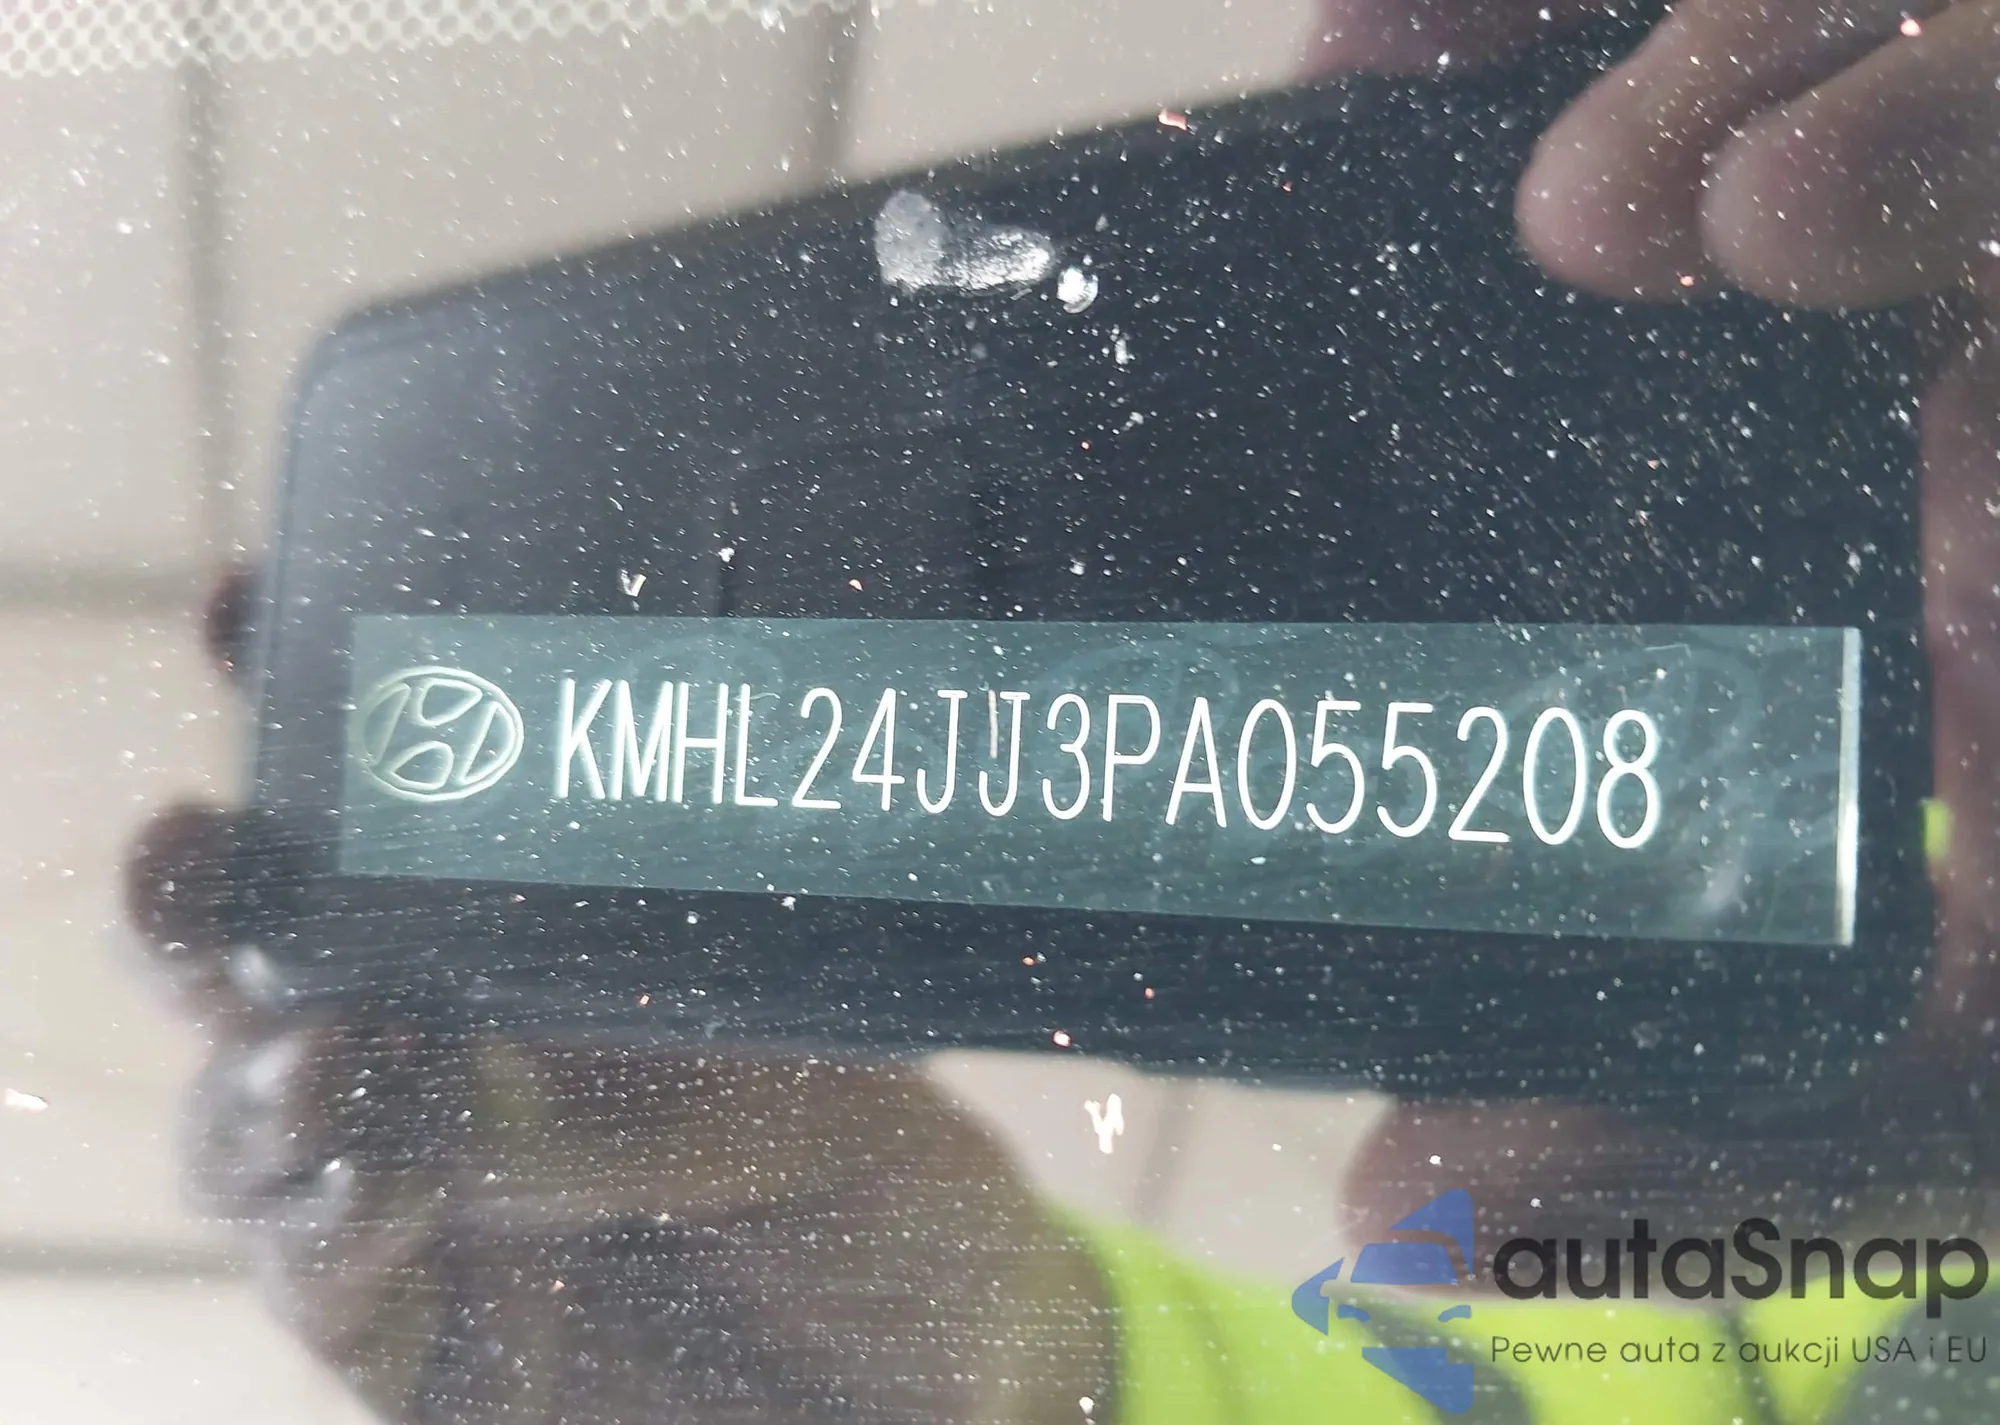 KMHL24JJ3PA055208
autaSnap
Pewne auta z aukcji USA i EU